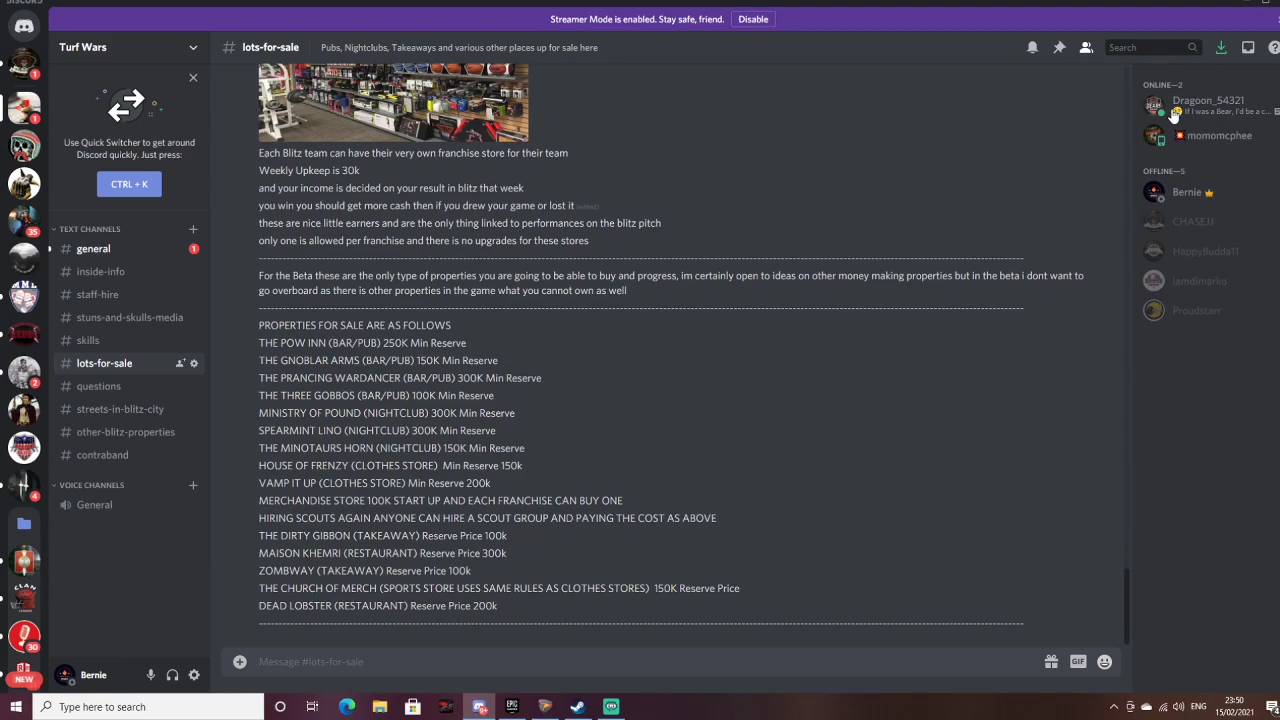 Streamer Mode is enabled. Stay safe, friend. Disable
Turf Wars
# lots-for-sale Pubs, Nightclubs, Takeaways and various other places up for sale here
Search
Use Quick Switcher to get around
Discord quickly. Just press:
CTRL + K
TEXT CHANNELS
# general 1
# inside-info
# staff-hire
# stuns-and-skulls-media
# skills
# lots-for-sale
# questions
# streets-in-blitz-city
# other-blitz-properties
# contraband
VOICE CHANNELS
General
Bernie
1
1
35
2
4
30
NEW
Each Blitz team can have their very own franchise store for their team
Weekly Upkeep is 30k
and your income is decided on your result in blitz that week
you win you should get more cash then if you drew your game or lost it (edited)
these are nice little earners and are the only thing linked to performances on the blitz pitch
only one is allowed per franchise and there is no upgrades for these stores
For the Beta these are the only type of properties you are going to be able to buy and progress, im certainly open to ideas on other money making properties but in the beta i dont want to
go overboard as there is other properties in the game what you cannot own as well
PROPERTIES FOR SALE ARE AS FOLLOWS
THE POW INN (BAR/PUB) 250K Min Reserve
THE GNOBLAR ARMS (BAR/PUB) 150K Min Reserve
THE PRANCING WARDANCER (BAR/PUB) 300K Min Reserve
THE THREE GOBBOS (BAR/PUB) 100K Min Reserve
MINISTRY OF POUND (NIGHTCLUB) 300K Min Reserve
SPEARMINT LINO (NIGHTCLUB) 300K Min Reserve
THE MINOTAURS HORN (NIGHTCLUB) 150K Min Reserve
HOUSE OF FRENZY (CLOTHES STORE) Min Reserve 150k
VAMP IT UP (CLOTHES STORE) Min Reserve 200k
MERCHANDISE STORE 100K START UP AND EACH FRANCHISE CAN BUY ONE
HIRING SCOUTS AGAIN ANYONE CAN HIRE A SCOUT GROUP AND PAYING THE COST AS ABOVE
THE DIRTY GIBBON (TAKEAWAY) Reserve Price 100k
MAISON KHEMRI (RESTAURANT) Reserve Price 300k
ZOMBWAY (TAKEAWAY) Reserve Price 100k
THE CHURCH OF MERCH (SPORTS STORE USES SAME RULES AS CLOTHES STORES) 150K Reserve Price
DEAD LOBSTER (RESTAURANT) Reserve Price 200k
Message #lots-for-sale
GIF
ONLINE—2
Dragoon_54321
If I was a Bear, I'd be a c...
momomcphee
OFFLINE—5
Bernie
CHASEJJ
HappyBudda11
iamdimarko
Proudstarr
Type here to search
ENG
23:50
15/02/2021